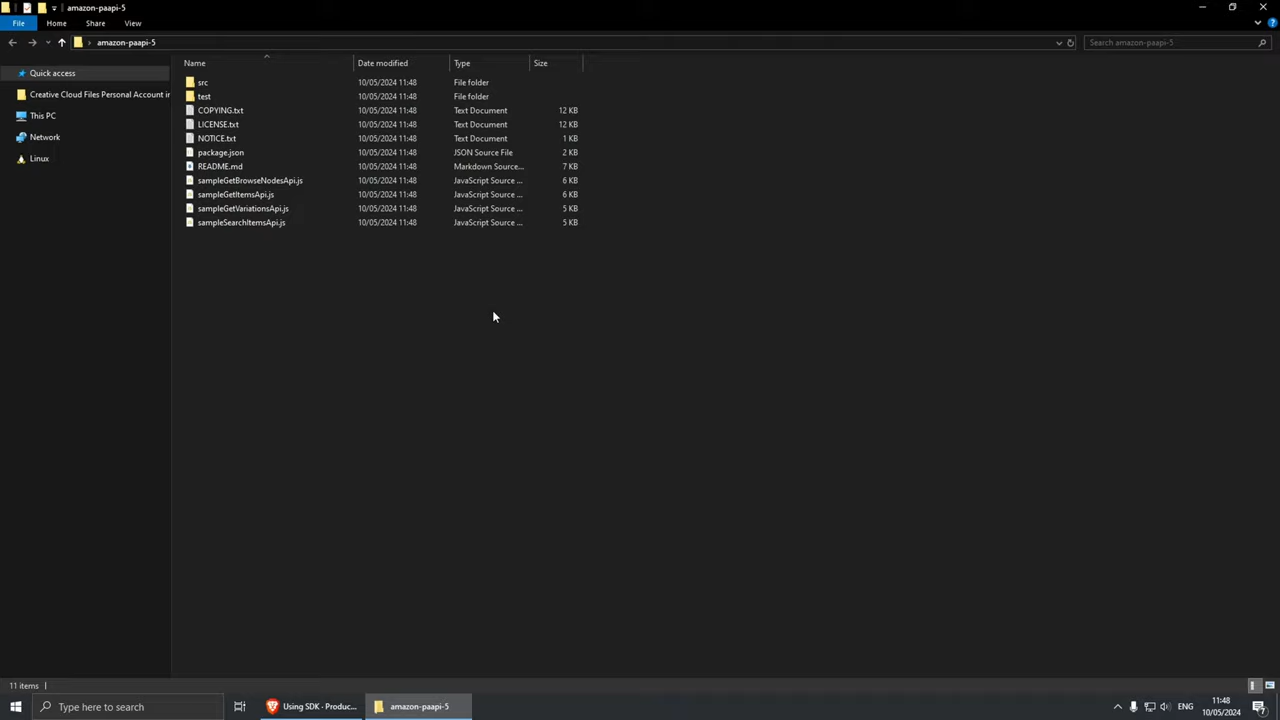 amazon-paapi-5
File Home Share View
amazon-paapi-5 Search amazon-paapi-5
Name Date modified Type Size
Quick access
Creative Cloud Files Personal Account in
This PC
Network
Linux
src 10/05/2024 11:48 File folder
test 10/05/2024 11:48 File folder
COPYING.txt 10/05/2024 11:48 Text Document 12 KB
LICENSE.txt 10/05/2024 11:48 Text Document 12 KB
NOTICE.txt 10/05/2024 11:48 Text Document 1 KB
package.json 10/05/2024 11:48 JSON Source File 2 KB
README.md 10/05/2024 11:48 Markdown Source... 7 KB
sampleGetBrowseNodesApi.js 10/05/2024 11:48 JavaScript Source ... 6 KB
sampleGetItemsApi.js 10/05/2024 11:48 JavaScript Source ... 6 KB
sampleGetVariationsApi.js 10/05/2024 11:48 JavaScript Source ... 5 KB
sampleSearchItemsApi.js 10/05/2024 11:48 JavaScript Source ... 5 KB
11 items
Type here to search Using SDK - Produc... amazon-paapi-5 ENG 11:48
10/05/2024